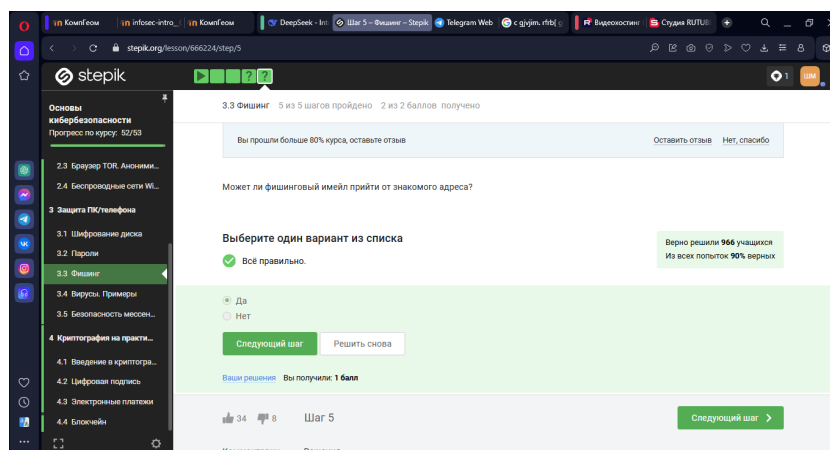 КомпГеом
infosec-intro_
КомпГеом
DeepSeek - Int
Шаг 5 – Фишинг – Stepik
Telegram Web
с gjvjim. rfrb[
Видеохостинг
Студия RUTUB
stepik.org/lesson/666224/step/5
stepik
? ?
1
ШМ
Основы
кибербезопасности
Прогресс по курсу: 52/53
2.3 Браузер TOR. Аноними...
2.4 Беспроводные сети Wi...
3 Защита ПК/телефона
3.1 Шифрование диска
3.2 Пароли
3.3 Фишинг
3.4 Вирусы. Примеры
3.5 Безопасность мессен...
4 Криптография на практи...
4.1 Введение в криптогра...
4.2 Цифровая подпись
4.3 Электронные платежи
4.4 Блокчейн
3.3 Фишинг 5 из 5 шагов пройдено 2 из 2 баллов получено
Вы прошли больше 80% курса, оставьте отзыв
Оставить отзыв Нет, спасибо
Может ли фишинговый имейл прийти от знакомого адреса?
Выберите один вариант из списка
Всё правильно.
Верно решили 966 учащихся
Из всех попыток 90% верных
Да
Нет
Следующий шаг Решить снова
Ваши решения Вы получили: 1 балл
34 8 Шаг 5
Следующий шаг